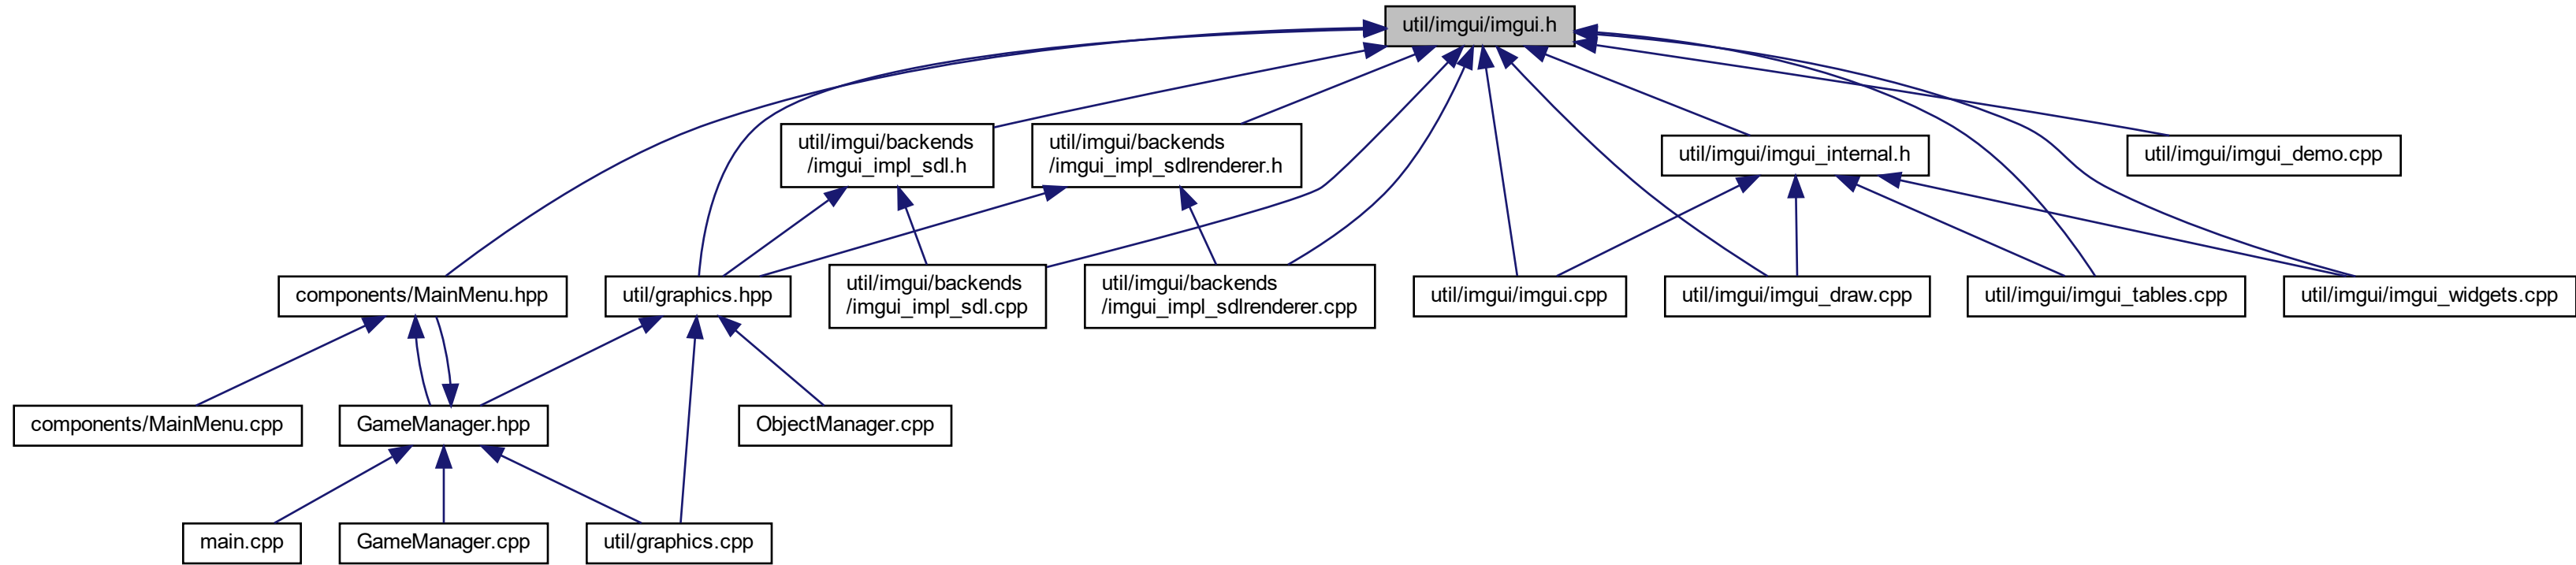 util/imgui/imgui.h
util/imgui/backends
/imgui_impl_sdl.h
util/imgui/backends
/imgui_impl_sdlrenderer.h
util/imgui/imgui_internal.h
util/imgui/imgui_demo.cpp
components/MainMenu.hpp
util/graphics.hpp
util/imgui/backends
/imgui_impl_sdl.cpp
util/imgui/backends
/imgui_impl_sdlrenderer.cpp
util/imgui/imgui.cpp
util/imgui/imgui_draw.cpp
util/imgui/imgui_tables.cpp
util/imgui/imgui_widgets.cpp
components/MainMenu.cpp
GameManager.hpp
ObjectManager.cpp
main.cpp
GameManager.cpp
util/graphics.cpp